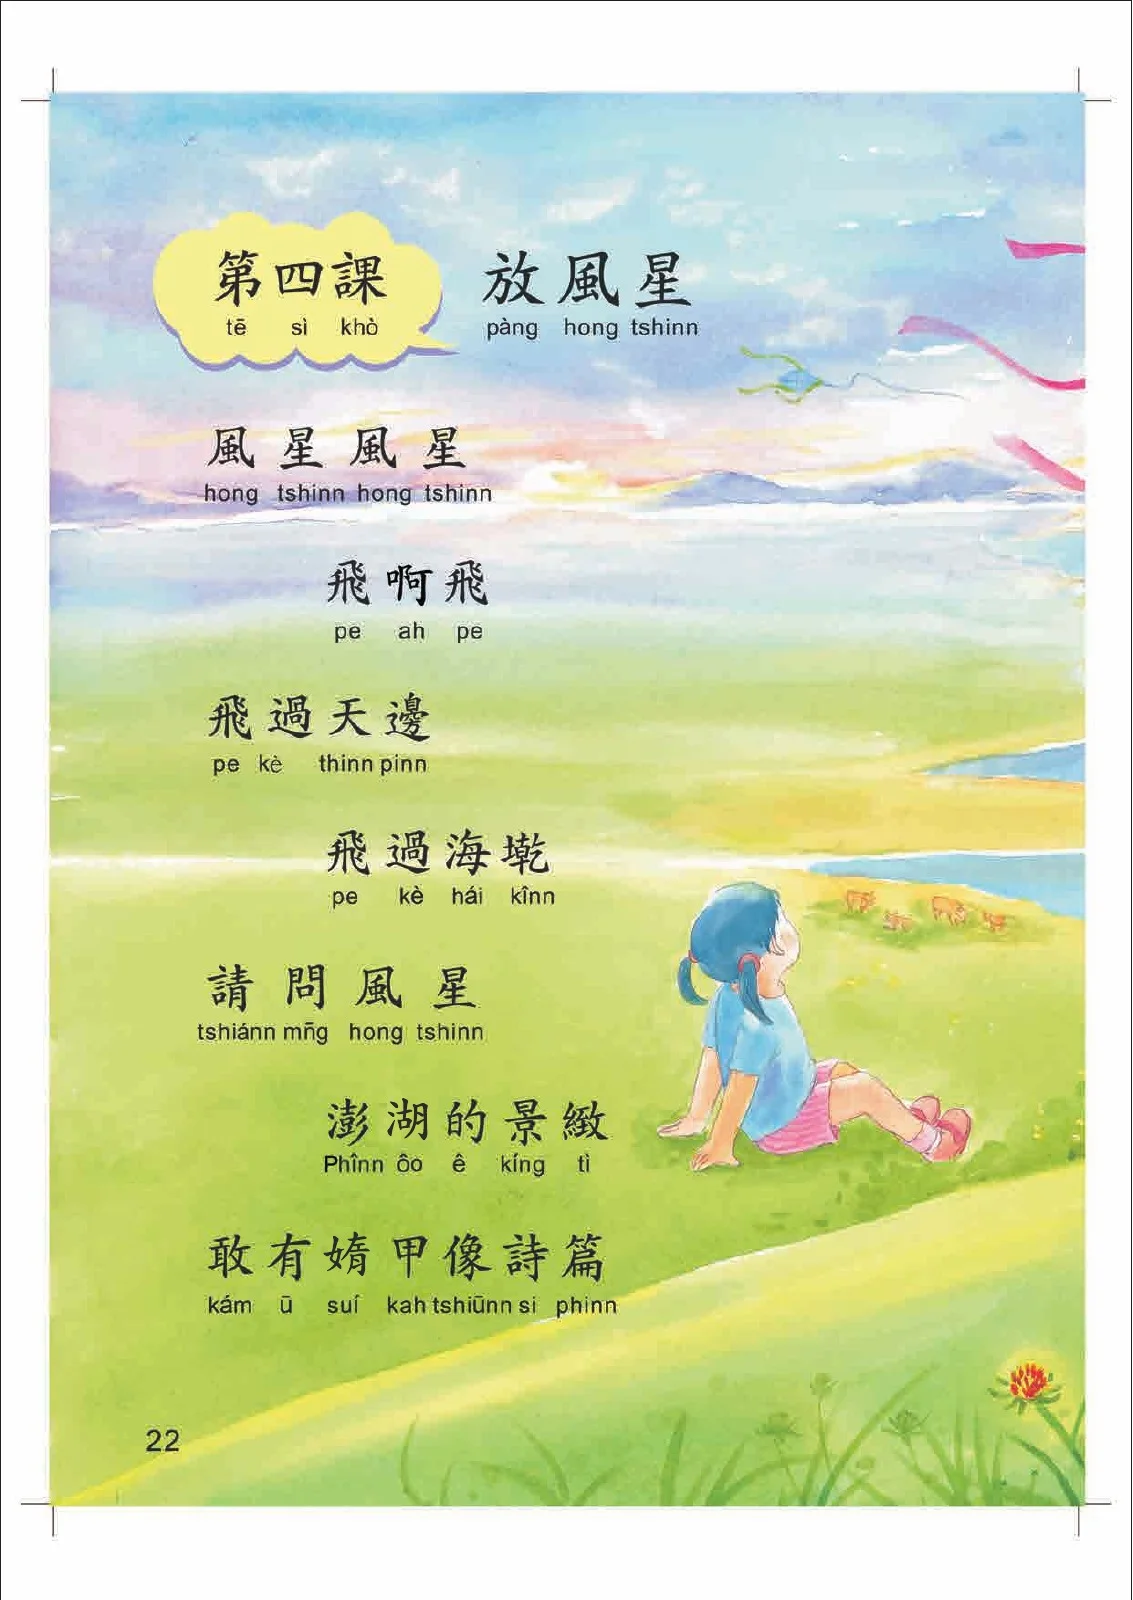 第四課 放風星
tē sì khò pàng hong tshinn
風星風星
hong tshinn hong tshinn
飛啊飛
pe ah pe
飛過天邊
pe kè thinn pinn
飛過海墘
pe kè hái kînn
請問風星
tshiánn mn̄g hong tshinn
澎湖的景緻
Phînn ôo ê kíng tì
敢有媠甲像詩篇
kám ū suí kah tshiūnn si phinn
22